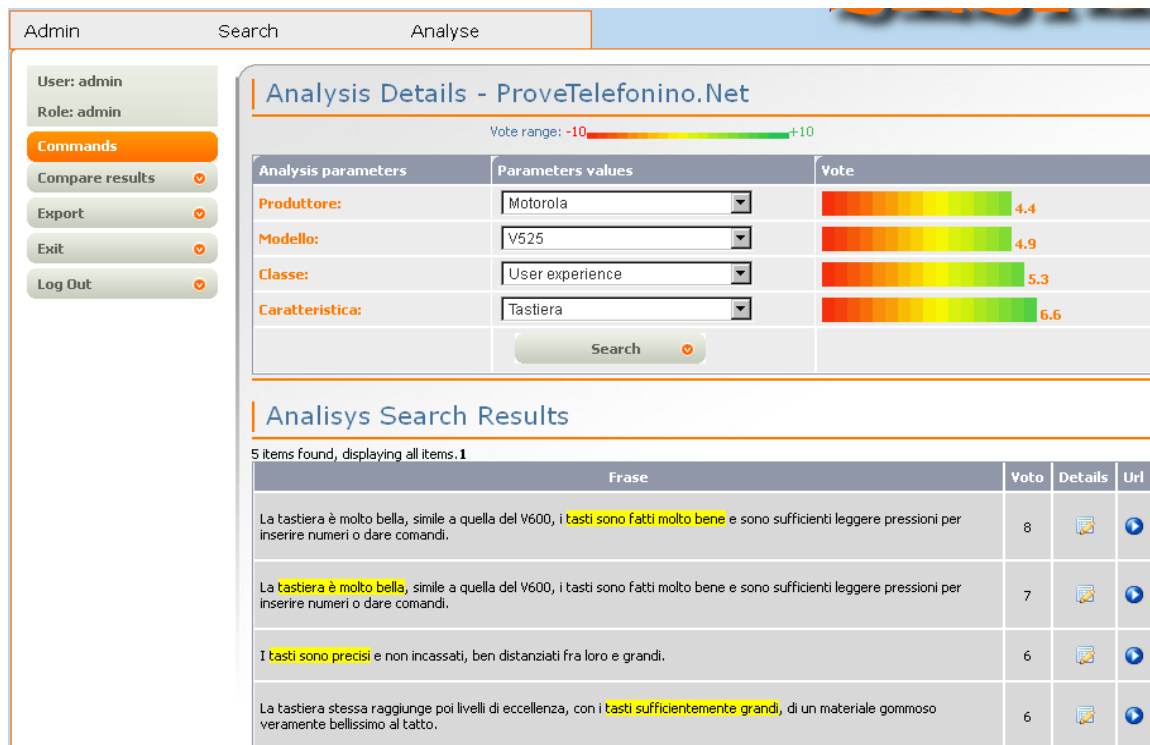 Admin Search Analyse
User: admin
Role: admin
Commands
Compare results
Export
Exit
Log Out
Analysis Details - ProveTelefonino.Net
Vote range: -10 +10
Analysis parameters Parameters values Vote
Produttore: Motorola 4.4
Modello: V525 4.9
Classe: User experience 5.3
Caratteristica: Tastiera 6.6
Search
Analisys Search Results
5 items found, displaying all items.1
Frase Voto Details Url
La tastiera è molto bella, simile a quella del V600, i tasti sono fatti molto bene e sono sufficienti leggere pressioni per
inserire numeri o dare comandi.
8
La tastiera è molto bella, simile a quella del V600, i tasti sono fatti molto bene e sono sufficienti leggere pressioni per
inserire numeri o dare comandi.
7
I tasti sono precisi e non incassati, ben distanziati fra loro e grandi.
6
La tastiera stessa raggiunge poi livelli di eccellenza, con i tasti sufficientemente grandi, di un materiale gommoso
veramente bellissimo al tatto.
6